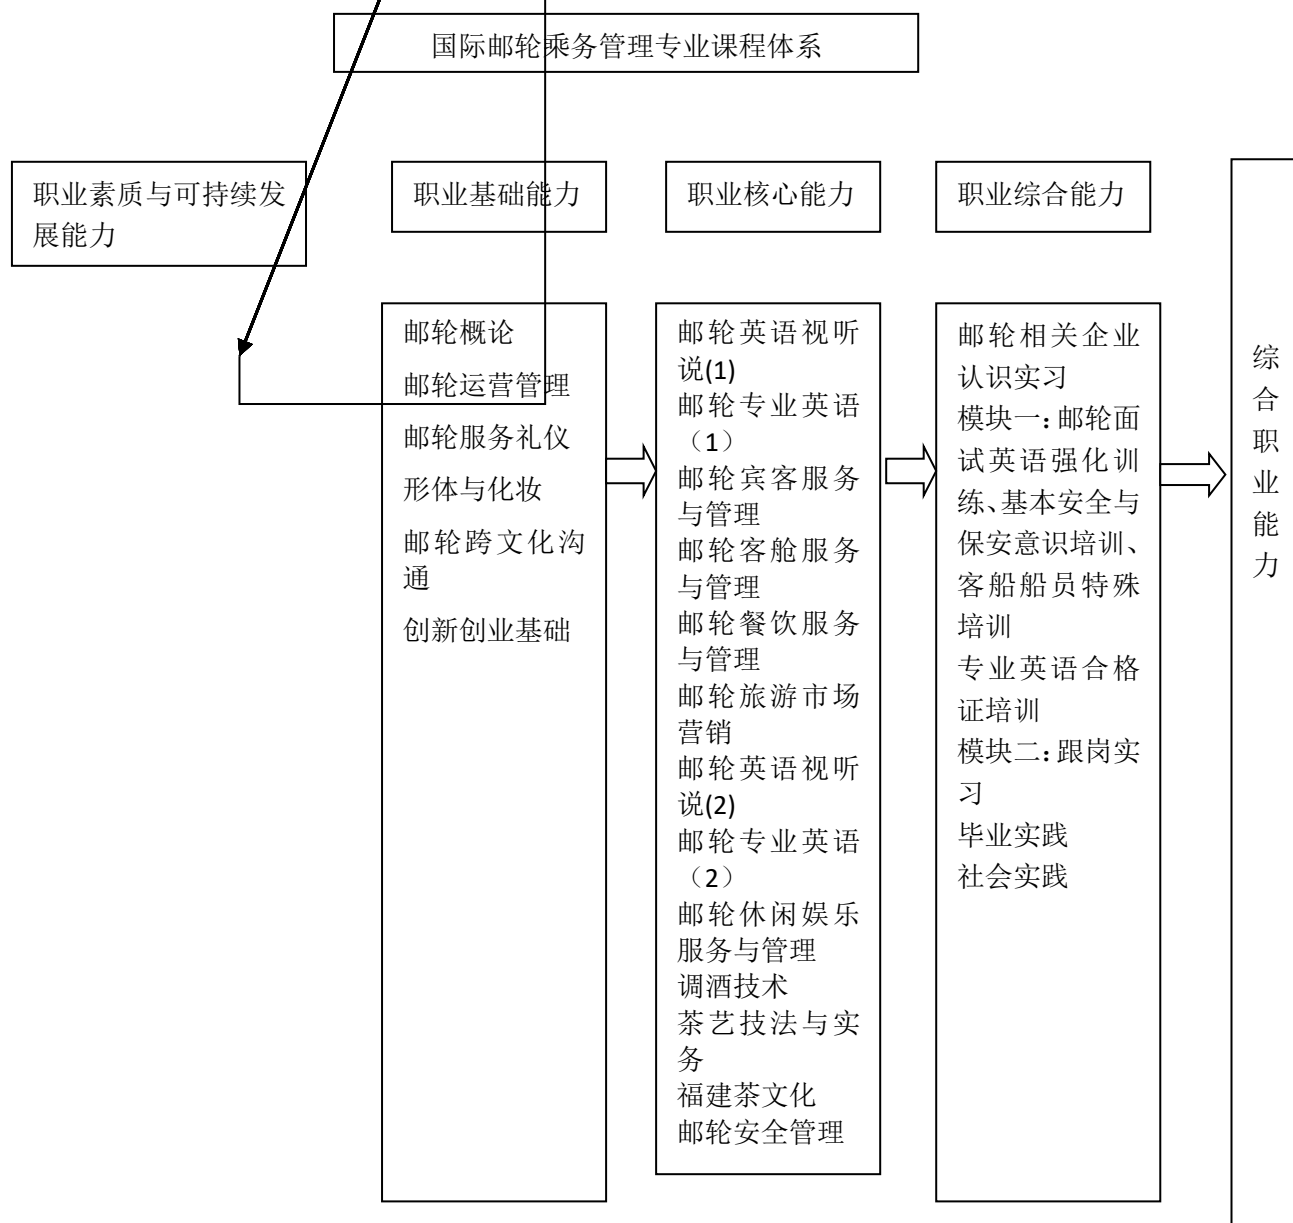 国际邮轮乘务管理专业课程体系
职业素质与可持续发
展能力
职业基础能力
职业核心能力
职业综合能力
邮轮概论
邮轮运营管理
邮轮服务礼仪
形体与化妆
邮轮跨文化沟
通
创新创业基础
邮轮英语视听
说(1)
邮轮专业英语
（1）
邮轮宾客服务
与管理
邮轮客舱服务
与管理
邮轮餐饮服务
与管理
邮轮旅游市场
营销
邮轮英语视听
说(2)
邮轮专业英语
（2）
邮轮休闲娱乐
服务与管理
调酒技术
茶艺技法与实
务
福建茶文化
邮轮安全管理
邮轮相关企业
认识实习
模块一：邮轮面
试英语强化训
练、基本安全与
保安意识培训、
客船船员特殊
培训
专业英语合格
证培训
模块二：跟岗实
习
毕业实践
社会实践
综
合
职
业
能
力